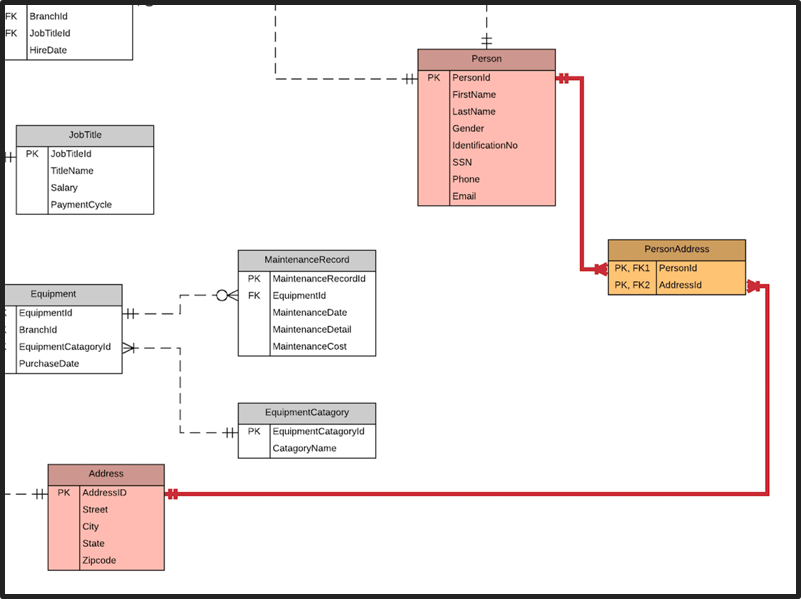 FK BranchId
FK JobTitleId
HireDate
Person
PK PersonId
FirstName
LastName
Gender
IdentificationNo
SSN
Phone
Email
JobTitle
PK JobTitleId
TitleName
Salary
PaymentCycle
PersonAddress
PK, FK1 PersonId
PK, FK2 AddressId
MaintenanceRecord
PK MaintenanceRecordId
FK EquipmentId
MaintenanceDate
MaintenanceDetail
MaintenanceCost
Equipment
EquipmentId
BranchId
EquipmentCatagoryId
PurchaseDate
EquipmentCatagory
PK EquipmentCatagoryId
CatagoryName
Address
PK AddressID
Street
City
State
Zipcode